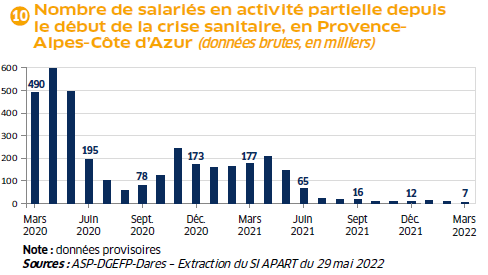 10 Nombre de salariés en activité partielle depuis
le début de la crise sanitaire, en Provence-
Alpes-Côte d'Azur (données brutes, en milliers)
600
500
400
300
200
100
0
490
195
78
173
177
65
16
12
7
Mars Juin Sept. Déc. Mars Juin Sept Déc. Mars
2020 2020 2020 2020 2021 2021 2021 2021 2022
Note : données provisoires
Sources : ASP-DGEFP-Dares – Extraction du SI APART du 29 mai 2022